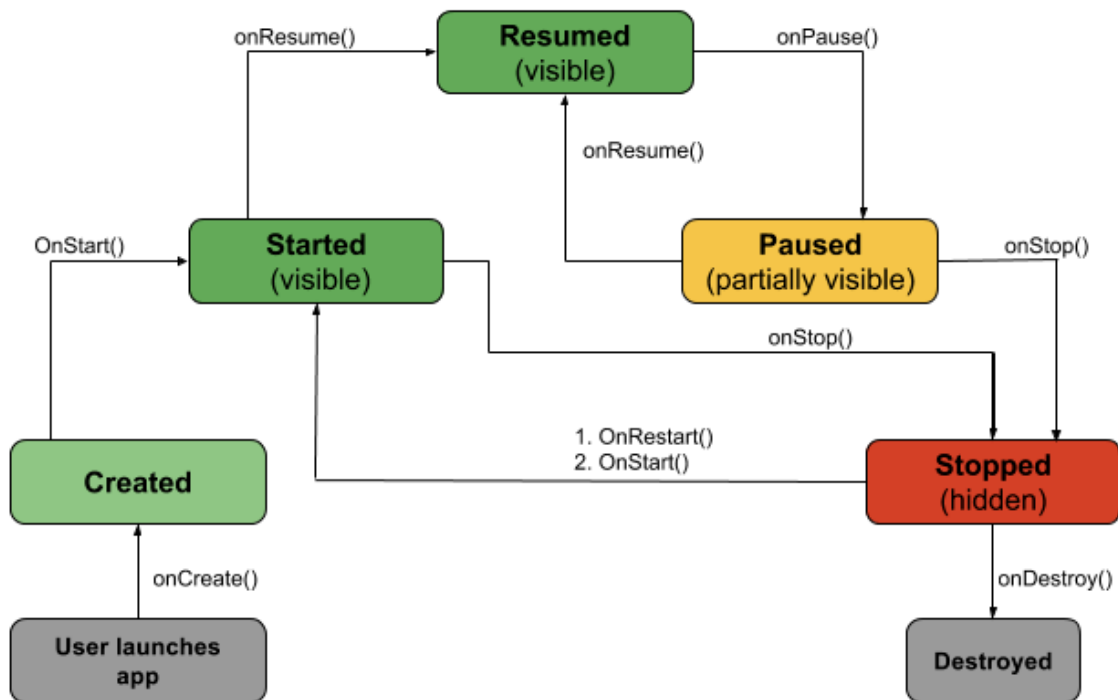 Resumed
(visible)
onResume()
onPause()
onResume()
OnStart()
Started
(visible)
Paused
(partially visible)
onStop()
onStop()
1. OnRestart()
2. OnStart()
Created
Stopped
(hidden)
onCreate()
onDestroy()
User launches
app
Destroyed